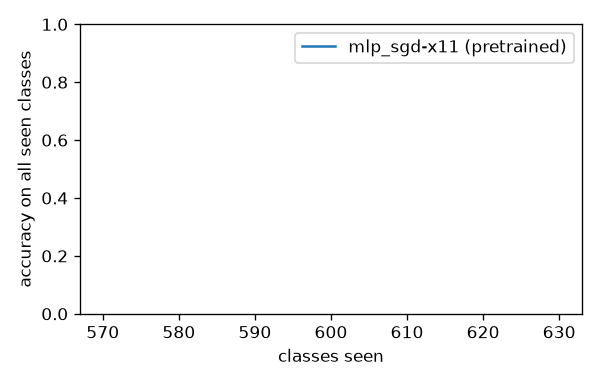 mlp_sgd-x11 (pretrained)
accuracy on all seen classes
1.0
0.8
0.6
0.4
0.2
0.0
570 580 590 600 610 620 630
classes seen